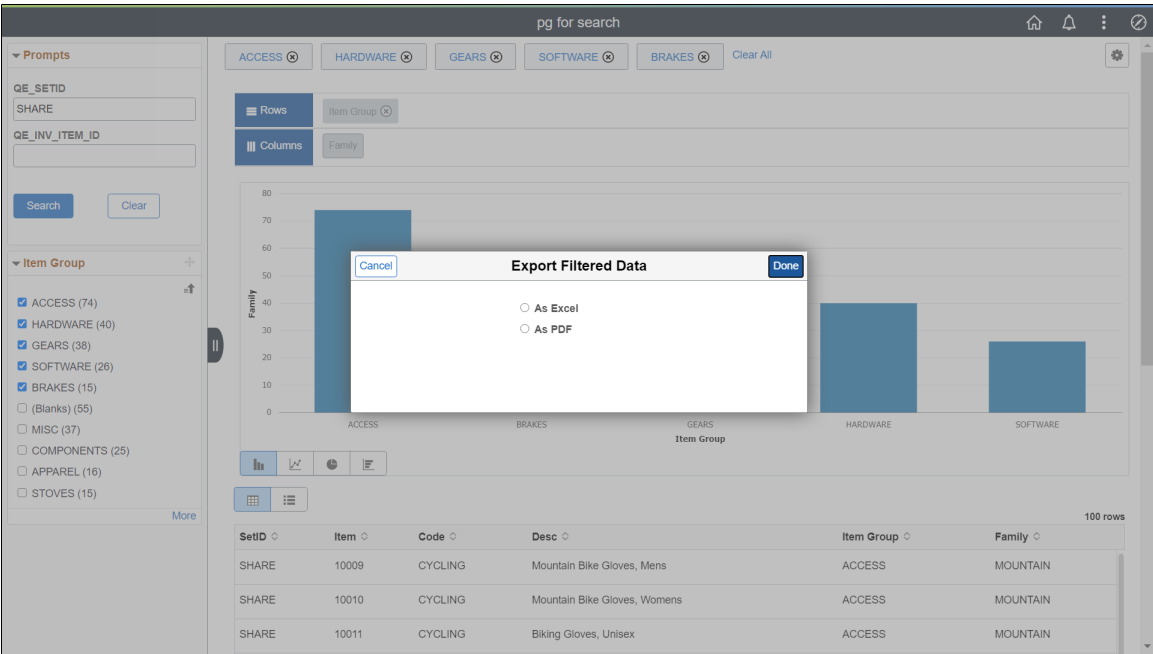 pg for search
Prompts
QE_SETID
SHARE
QE_INV_ITEM_ID
Search Clear
Item Group
ACCESS (74)
HARDWARE (40)
GEARS (38)
SOFTWARE (26)
BRAKES (15)
(Blanks) (55)
MISC (37)
COMPONENTS (25)
APPAREL (16)
STOVES (15)
More
ACCESS HARDWARE GEARS SOFTWARE BRAKES Clear All
Rows Item Group
Columns Family
80
70
60
50
40
30
20
10
0
Family
ACCESS BRAKES GEARS HARDWARE SOFTWARE
Item Group
Cancel Export Filtered Data Done
As Excel
As PDF
100 rows
SetID Item Code Desc Item Group Family
SHARE 10009 CYCLING Mountain Bike Gloves, Mens ACCESS MOUNTAIN
SHARE 10010 CYCLING Mountain Bike Gloves, Womens ACCESS MOUNTAIN
SHARE 10011 CYCLING Biking Gloves, Unisex ACCESS MOUNTAIN